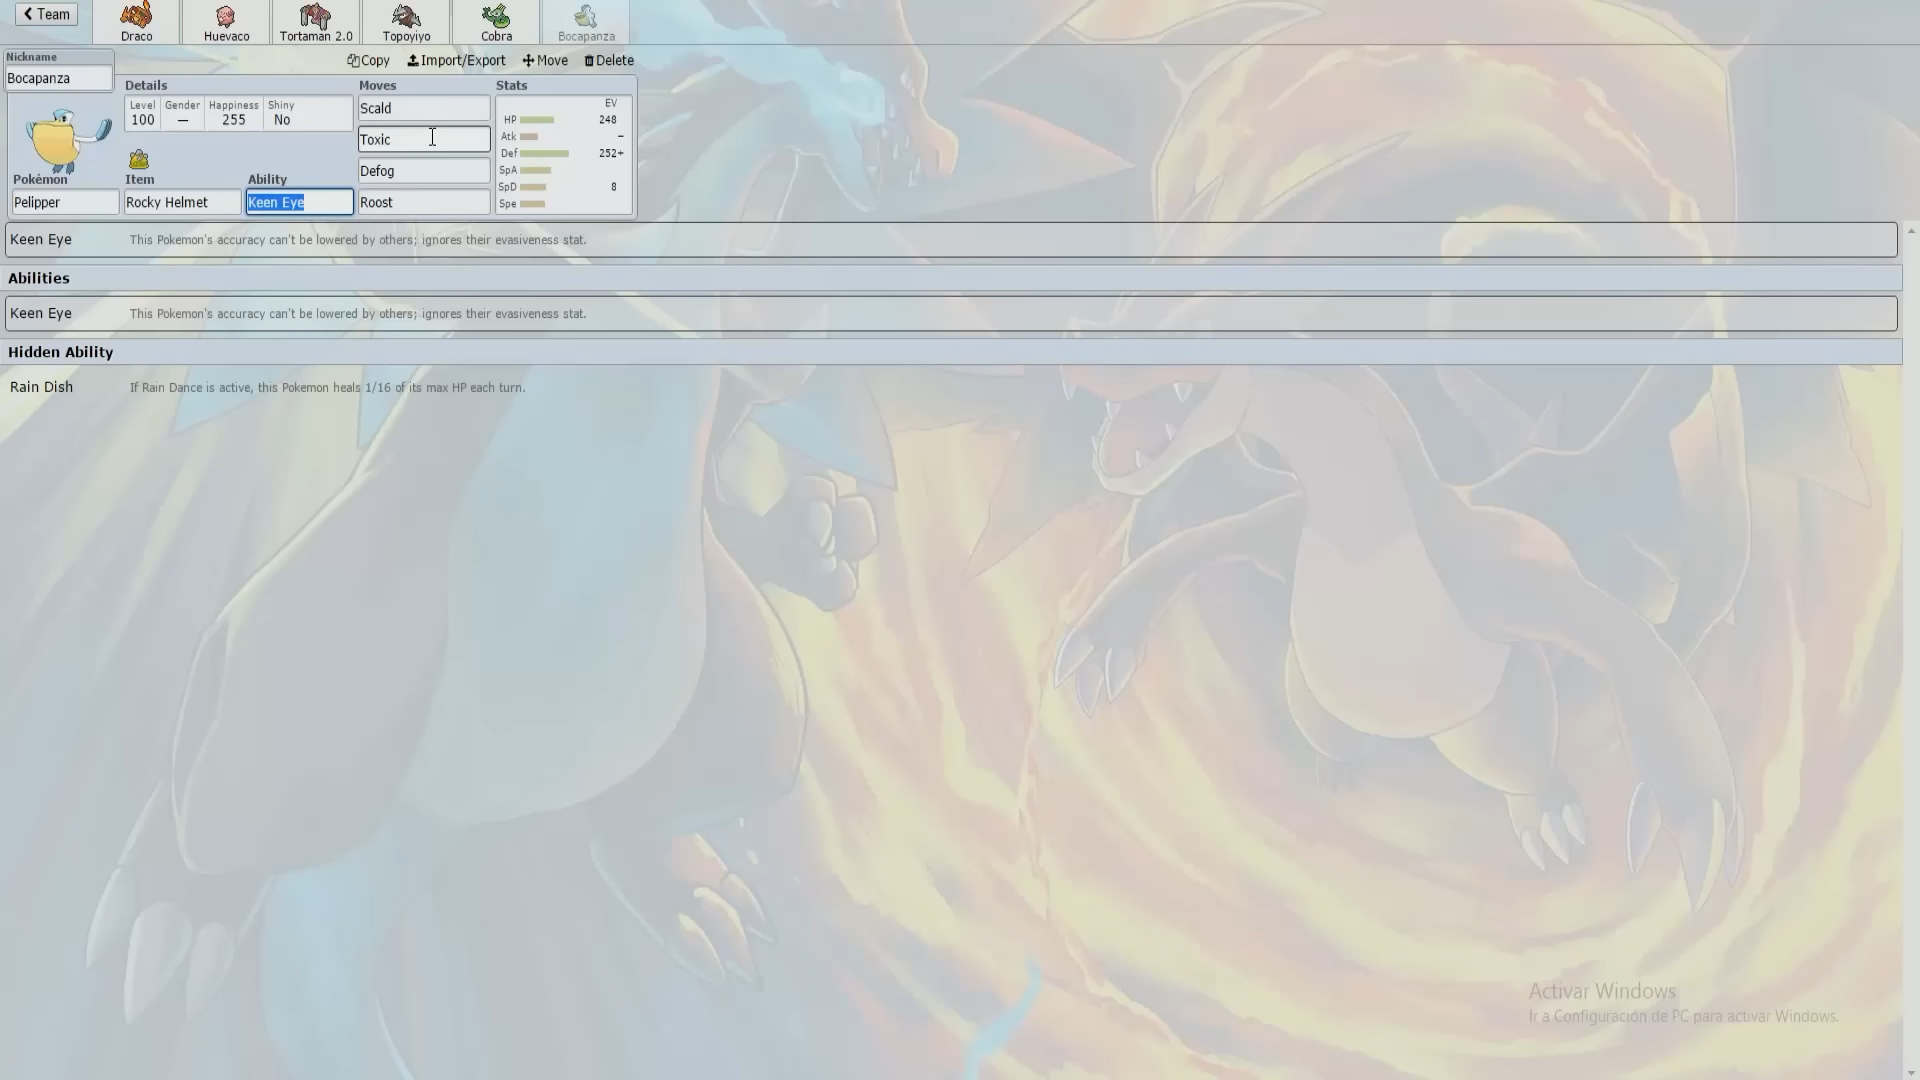 Team
Draco
Huevaco
Tortaman 2.0
Topoyiyo
Cobra
Bocapanza
Nickname
Bocapanza
Copy
Import/Export
Move
Delete
Details
Moves
Stats
Level
100
Gender
—
Happiness
255
Shiny
No
Scald
Toxic
Defog
Roost
EV
HP 248
Atk –
Def 252+
SpA
SpD 8
Spe
Pokémon
Pelipper
Item
Rocky Helmet
Ability
Keen Eye
Keen Eye This Pokemon's accuracy can't be lowered by others; ignores their evasiveness stat.
Abilities
Keen Eye This Pokemon's accuracy can't be lowered by others; ignores their evasiveness stat.
Hidden Ability
Rain Dish If Rain Dance is active, this Pokemon heals 1/16 of its max HP each turn.
Activar Windows
Ir a Configuración de PC para activar Windows.